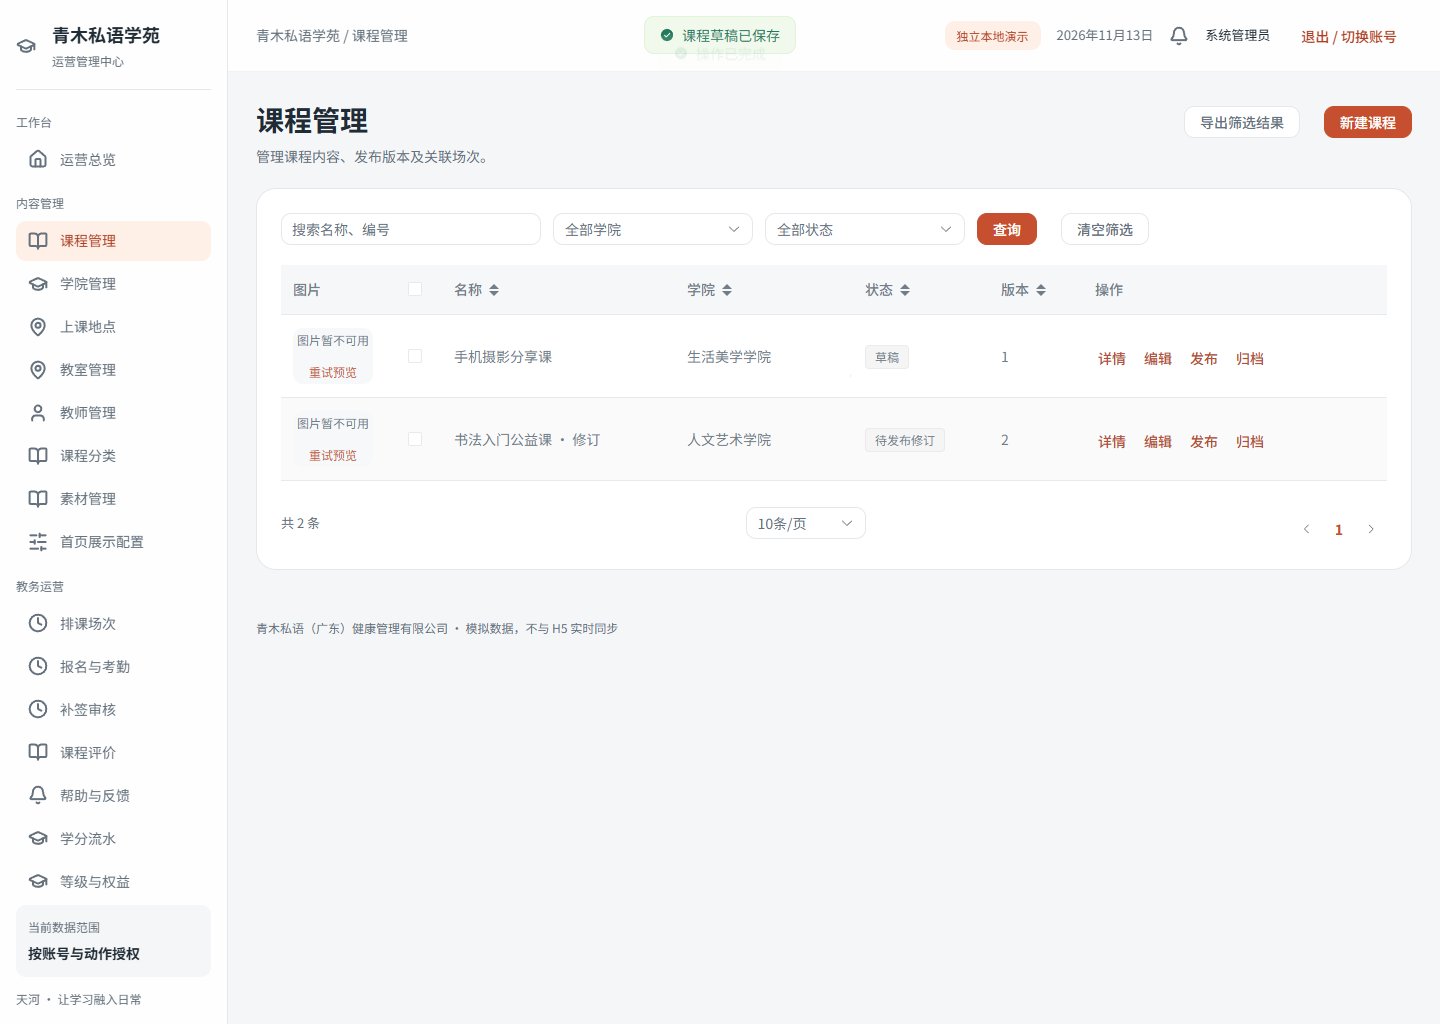 青木私语学苑
运营管理中心
工作台
运营总览
内容管理
课程管理
学院管理
上课地点
教室管理
教师管理
课程分类
素材管理
首页展示配置
教务运营
排课场次
报名与考勤
补签审核
课程评价
帮助与反馈
学分流水
等级与权益
当前数据范围
按账号与动作授权
天河 · 让学习融入日常
青木私语学苑 / 课程管理
课程草稿已保存
操作已完成
独立本地演示
2026年11月13日
系统管理员
退出 / 切换账号
课程管理
管理课程内容、发布版本及关联场次。
导出筛选结果
新建课程
搜索名称、编号
全部学院
全部状态
查询
清空筛选
图片 名称 学院 状态 版本 操作
图片暂不可用
重试预览
手机摄影分享课 生活美学学院 草稿 1 详情 编辑 发布 归档
图片暂不可用
重试预览
书法入门公益课 · 修订 人文艺术学院 待发布修订 2 详情 编辑 发布 归档
共 2 条
10条/页
1
青木私语（广东）健康管理有限公司 · 模拟数据，不与 H5 实时同步